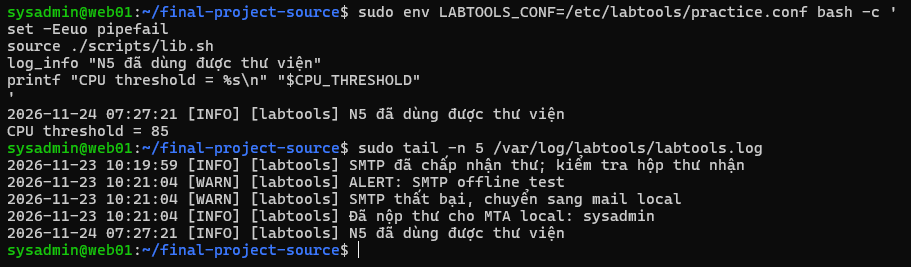 sysadmin@web01:~/final-project-source$ sudo env LABTOOLS_CONF=/etc/labtools/practice.conf bash -c '
set -Eeuo pipefail
source ./scripts/lib.sh
log_info "N5 đã dùng được thư viện"
printf "CPU threshold = %s\n" "$CPU_THRESHOLD"
'
2026-11-24 07:27:21 [INFO] [labtools] N5 đã dùng được thư viện
CPU threshold = 85
sysadmin@web01:~/final-project-source$ sudo tail -n 5 /var/log/labtools/labtools.log
2026-11-23 10:19:59 [INFO] [labtools] SMTP đã chấp nhận thư; kiểm tra hộp thư nhận
2026-11-23 10:21:04 [WARN] [labtools] ALERT: SMTP offline test
2026-11-23 10:21:04 [WARN] [labtools] SMTP thất bại, chuyển sang mail local
2026-11-23 10:21:04 [INFO] [labtools] Đã nộp thư cho MTA local: sysadmin
2026-11-24 07:27:21 [INFO] [labtools] N5 đã dùng được thư viện
sysadmin@web01:~/final-project-source$